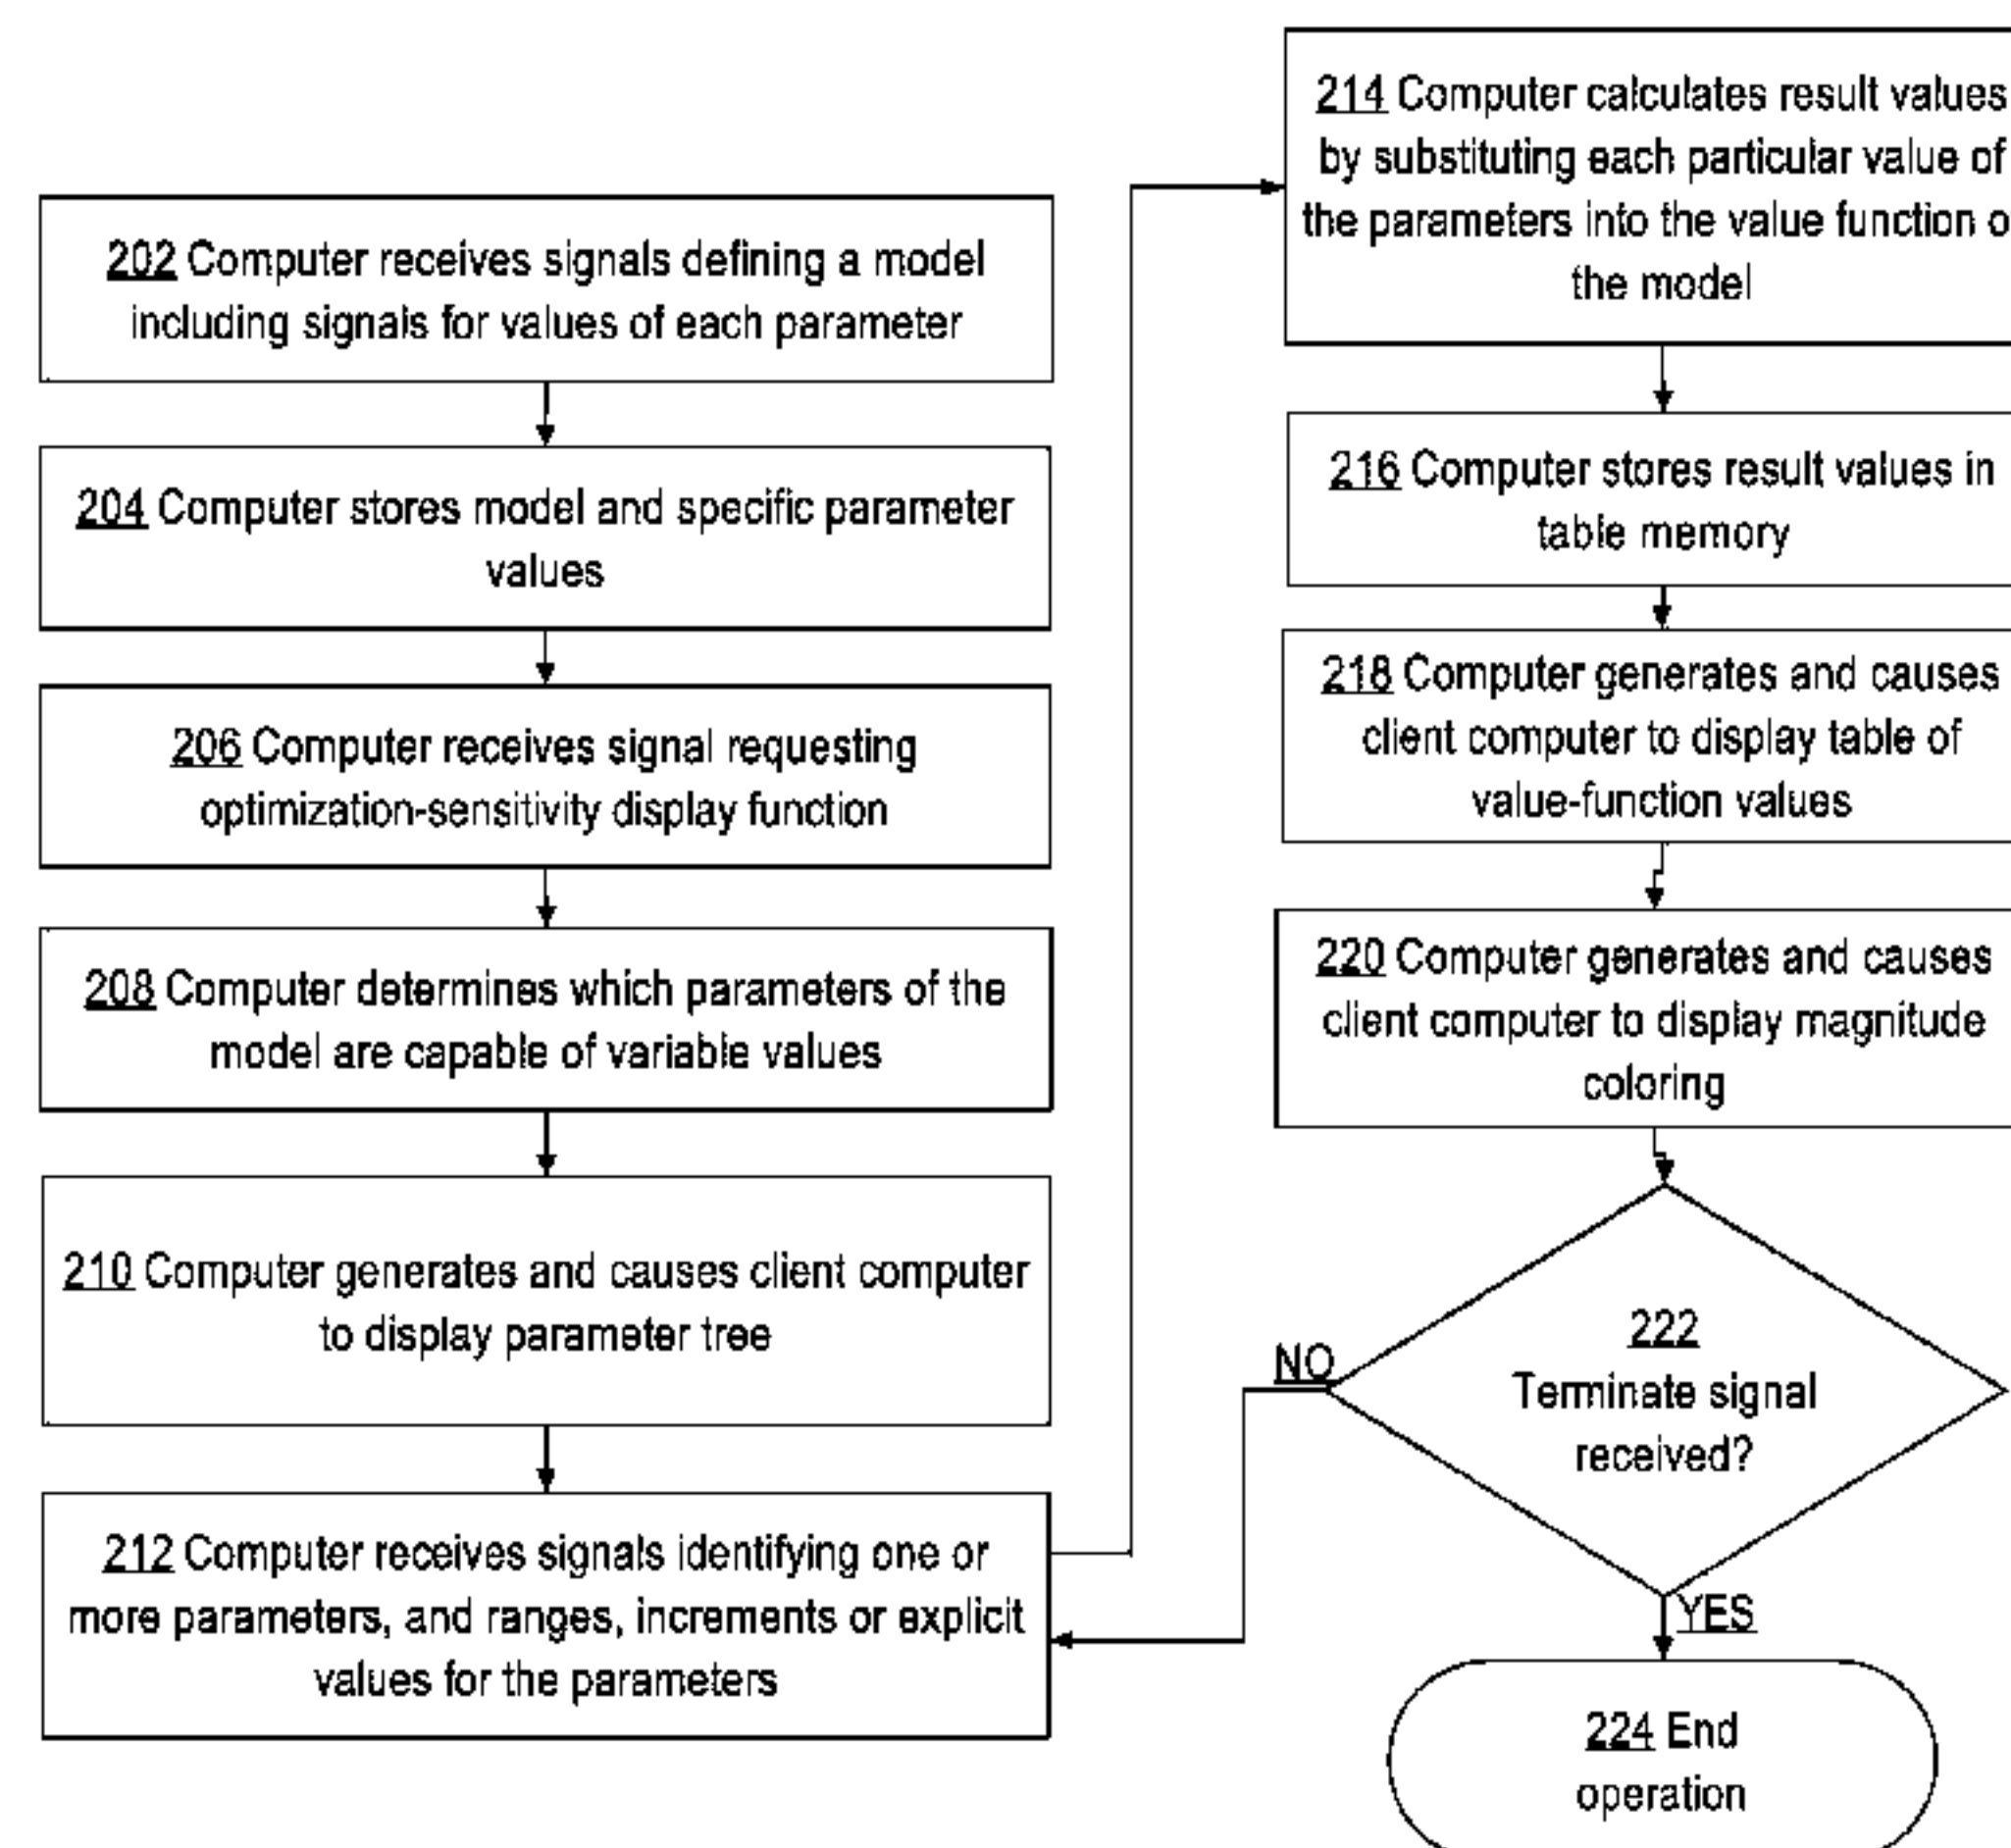 202 Computer receives signals defining a model
including signals for values of each parameter
204 Computer stores model and specific parameter
values
206 Computer receives signal requesting
optimization-sensitivity display function
208 Computer determines which parameters of the
model are capable of variable values
210 Computer generates and causes client computer
to display parameter tree
212 Computer receives signals identifying one or
more parameters, and ranges, increments or explicit
values for the parameters
214 Computer calculates result values
by substituting each particular value of
the parameters into the value function
the model
216 Computer stores result values in
table memory
218 Computer generates and causes
client computer to display table of
value-function values
220 Computer generates and causes
client computer to display magnitude
coloring
222
Terminate signal
received?
NO
YES
224 End
operation